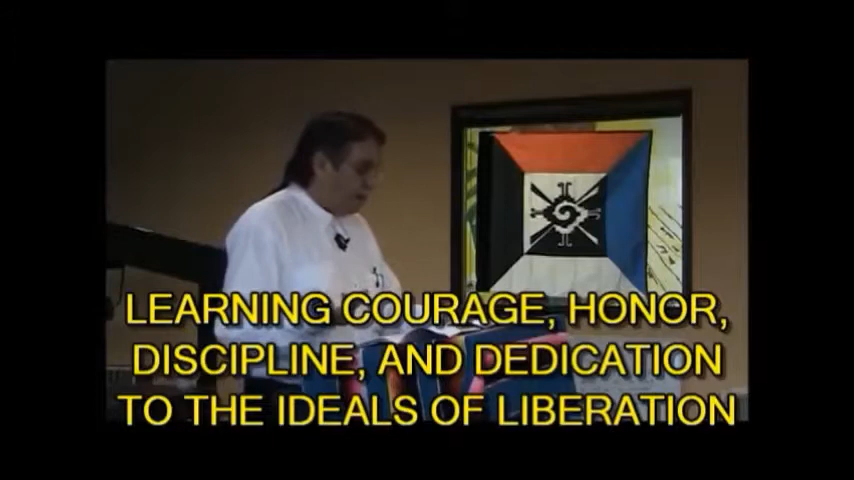 LEARNING COURAGE, HONOR,
DISCIPLINE, AND DEDICATION
TO THE IDEALS OF LIBERATION